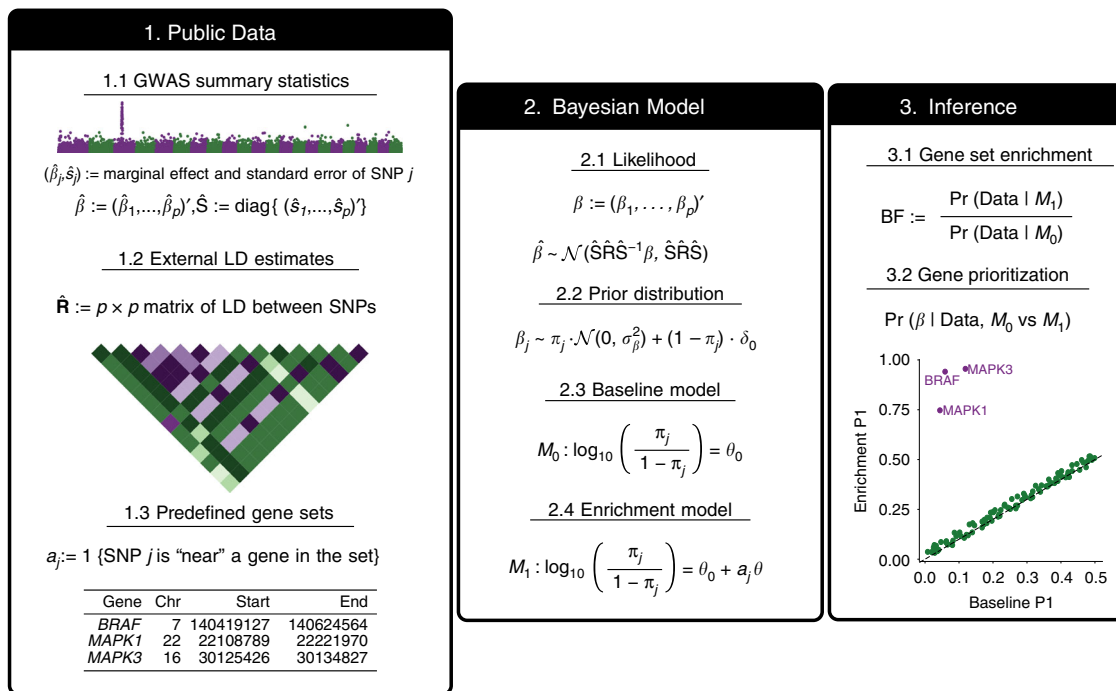 1. Public Data
1.1 GWAS summary statistics
(β̂j,ŝj) := marginal effect and standard error of SNP j
β̂ := (β̂1,...,β̂p)′,Ŝ := diag{ (ŝ1,...,ŝp)′}
1.2 External LD estimates
R̂ := p × p matrix of LD between SNPs
1.3 Predefined gene sets
aj:= 1 {SNP j is “near” a gene in the set}
Gene Chr Start End
BRAF 7 140419127 140624564
MAPK1 22 22108789 22221970
MAPK3 16 30125426 30134827
2. Bayesian Model
2.1 Likelihood
β := (β1, . . . , βp)′
β̂ ~ 𝒩(ŜR̂Ŝ⁻¹β, ŜR̂Ŝ)
2.2 Prior distribution
βj ~ πj ·𝒩(0, σ²β) + (1 − πj) · δ0
2.3 Baseline model
M0 : log10 ( πj / 1 − πj ) = θ0
2.4 Enrichment model
M1 : log10 ( πj / 1 − πj ) = θ0 + aj θ
3. Inference
3.1 Gene set enrichment
BF := Pr (Data | M1) / Pr (Data | M0)
3.2 Gene prioritization
Pr (β | Data, M0 vs M1)
1.00
MAPK3
BRAF
0.75
MAPK1
Enrichment P1
0.50
0.25
0.00
0.0 0.1 0.2 0.3 0.4 0.5
Baseline P1